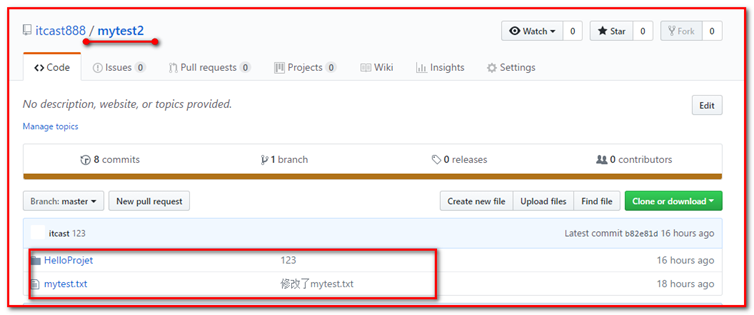 itcast888 / mytest2
Watch 0 Star 0 Fork 0
Code Issues 0 Pull requests 0 Projects 0 Wiki Insights Settings
No description, website, or topics provided. Edit
Manage topics
8 commits 1 branch 0 releases 0 contributors
Branch: master New pull request Create new file Upload files Find file Clone or download
itcast 123 Latest commit b82e81d 16 hours ago
HelloProjet 123 16 hours ago
mytest.txt 修改了mytest.txt 18 hours ago